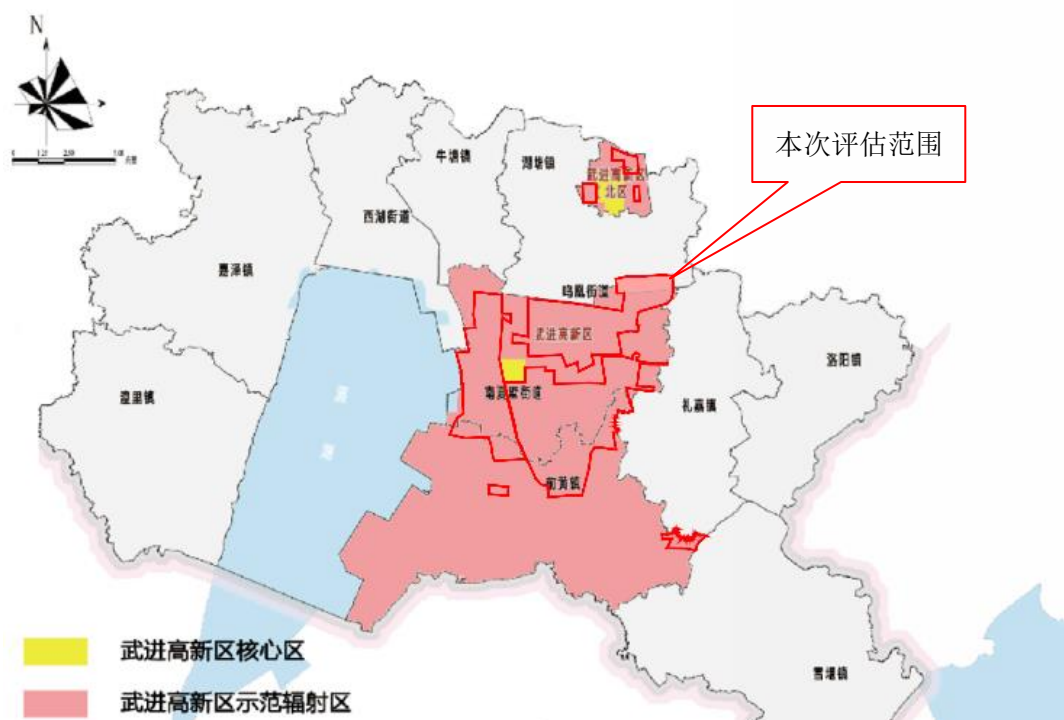 N
本次评估范围
牛塘镇
湖塘镇
武进高新区
北区
西湖街道
嘉泽镇
鸣凰街道
武进高新区
洛阳镇
湟里镇
滆
湖
南夏墅街道
礼嘉镇
前黄镇
雪堰镇
武进高新区核心区
武进高新区示范辐射区